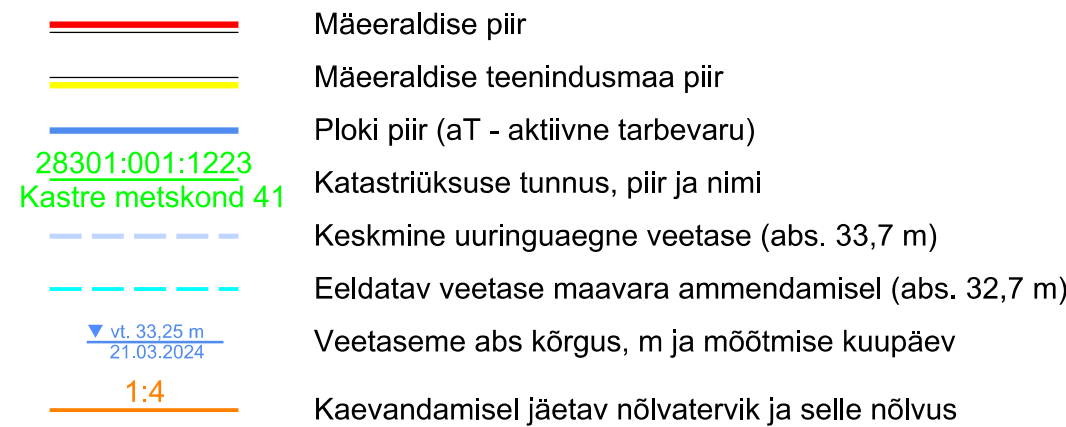 Mäeeraldise piir
Mäeeraldise teenindusmaa piir
Ploki piir (aT - aktiivne tarbevaru)
28301:001:1223
Kastre metskond 41
Katastriüksuse tunnus, piir ja nimi
Keskmine uuringuaegne veetase (abs. 33,7 m)
Eeldatav veetase maavara ammendamisel (abs. 32,7 m)
▼ vt. 33,25 m
21.03.2024
Veetaseme abs kõrgus, m ja mõõtmise kuupäev
1:4
Kaevandamisel jäetav nõlvatervik ja selle nõlvus